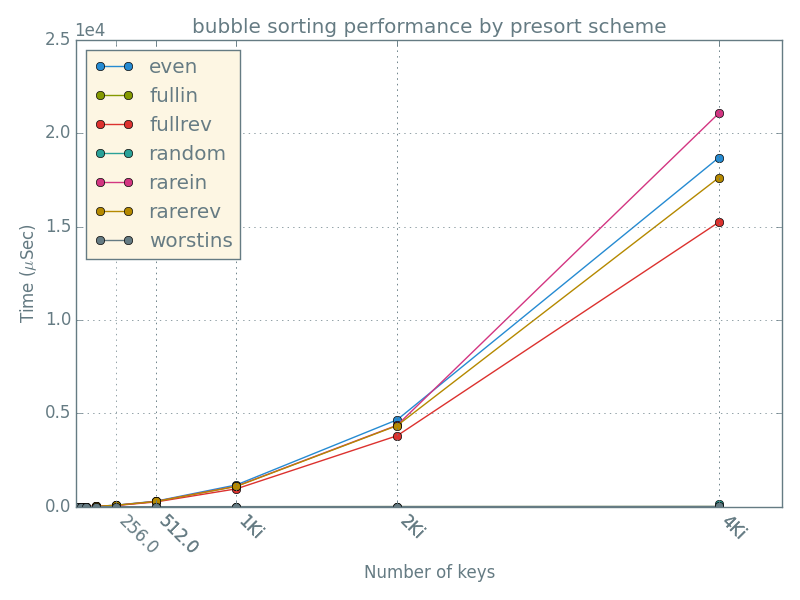 bubble sorting performance by presort scheme
1e4
2.5
2.0
1.5
1.0
0.5
0.0
Time (μSec)
even
fullin
fullrev
random
rarein
rarerev
worstins
256.0
512.0
1Ki
2Ki
4Ki
Number of keys